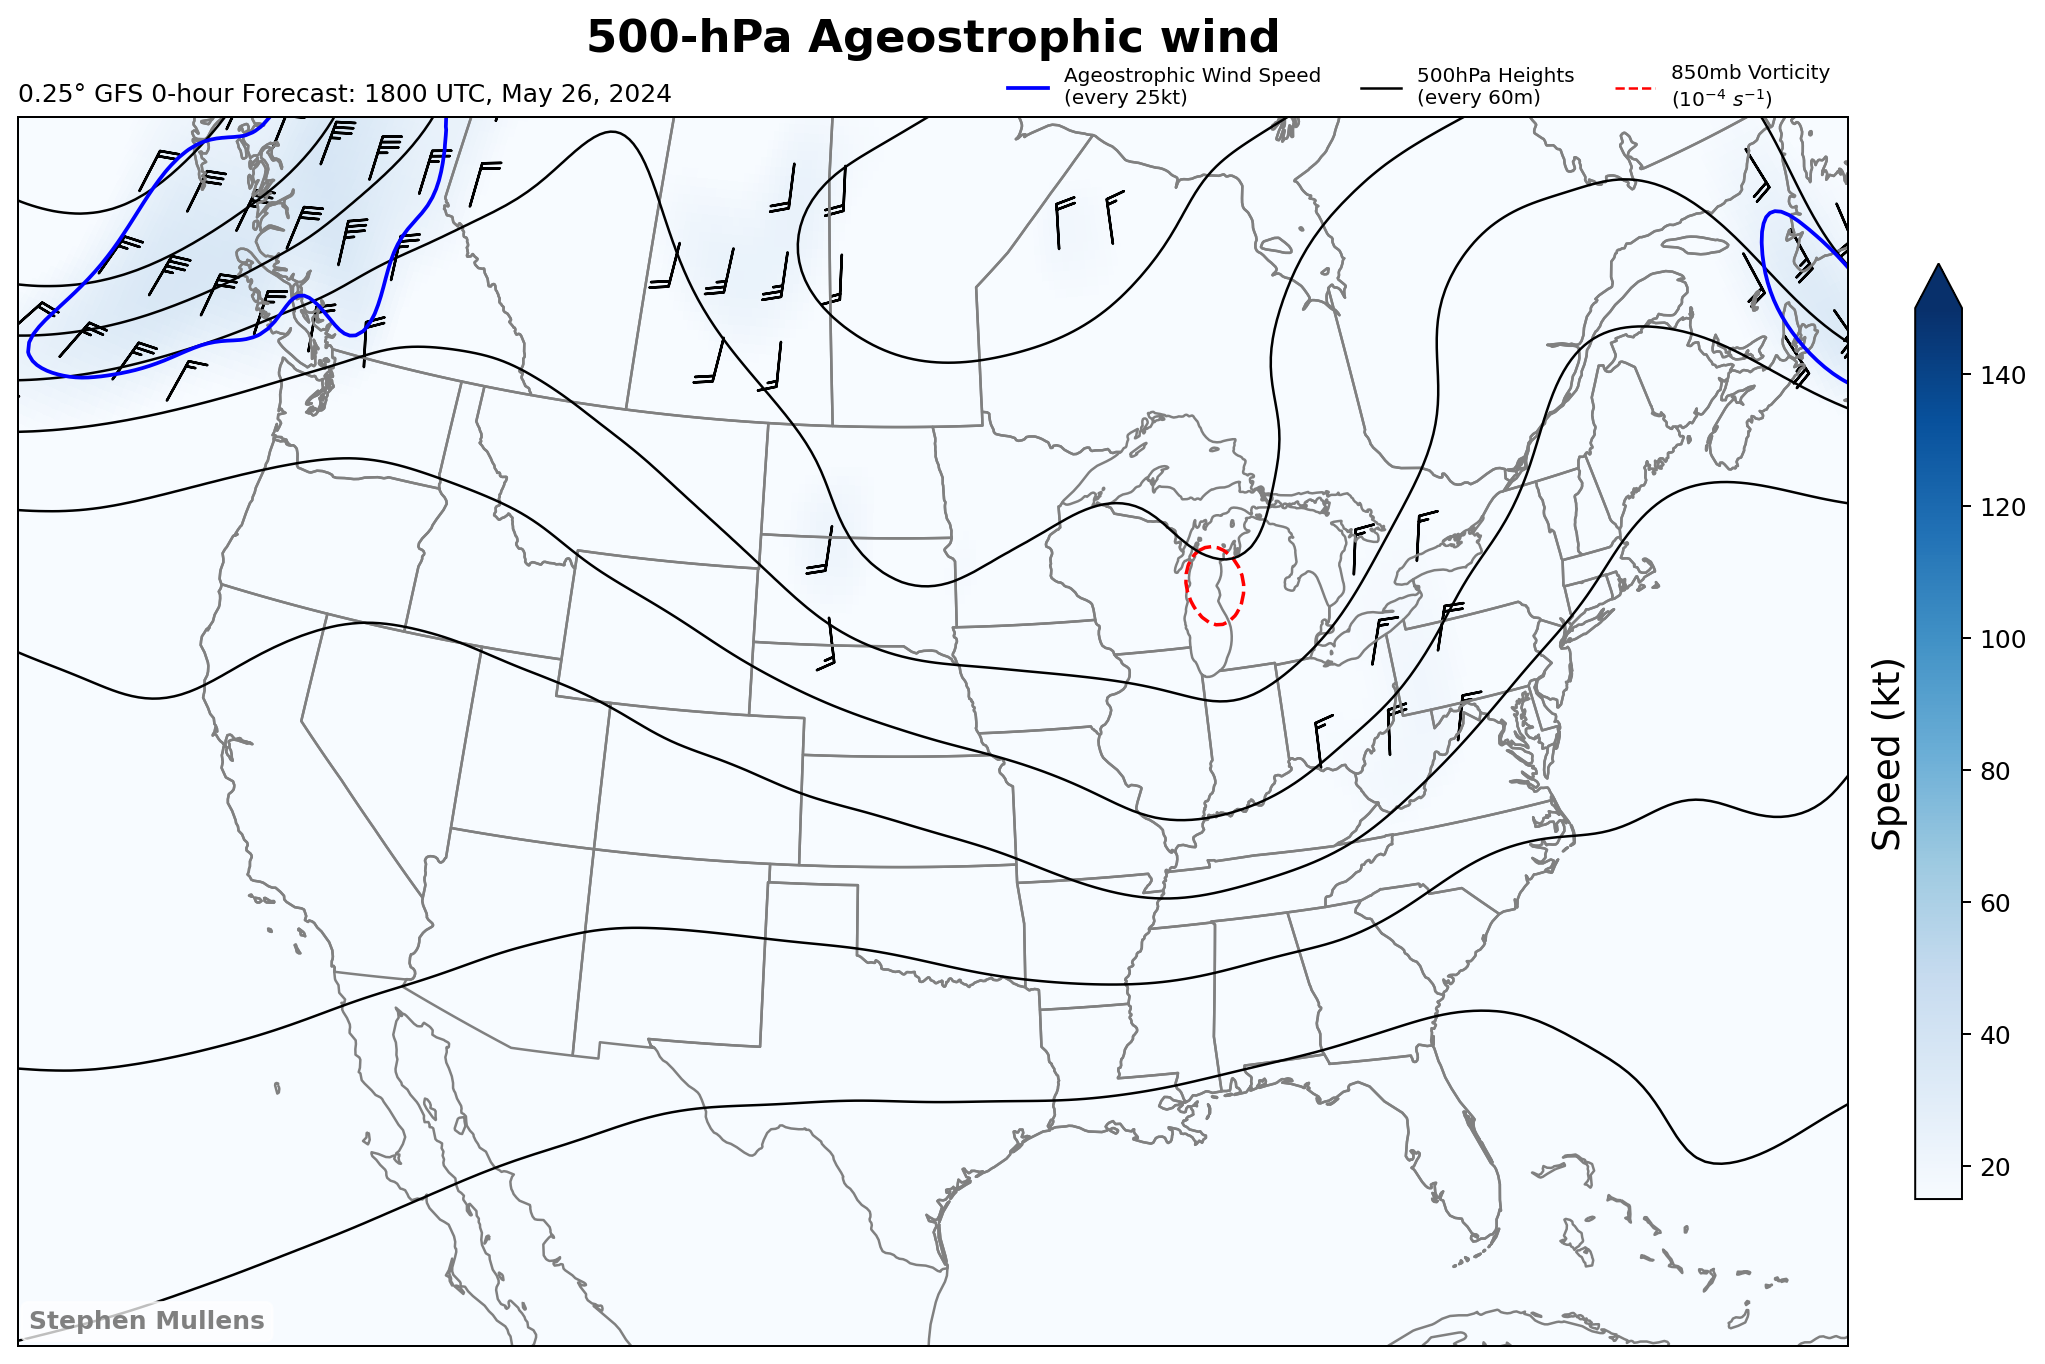 500-hPa Ageostrophic wind
0.25° GFS 0-hour Forecast: 1800 UTC, May 26, 2024
Ageostrophic Wind Speed
(every 25kt)
500hPa Heights
(every 60m)
850mb Vorticity
(10⁻⁴ s⁻¹)
140
120
100
80
60
40
20
Speed (kt)
Stephen Mullens